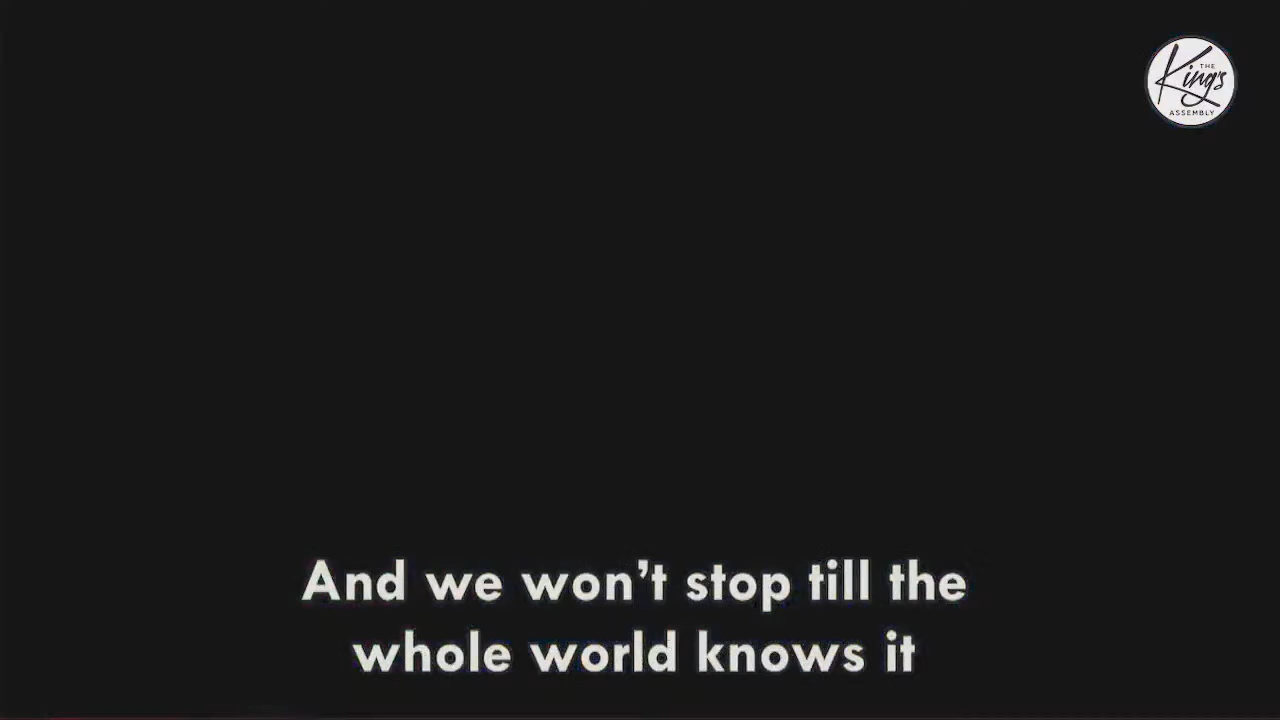 THE
King's
ASSEMBLY
And we won't stop till the
whole world knows it